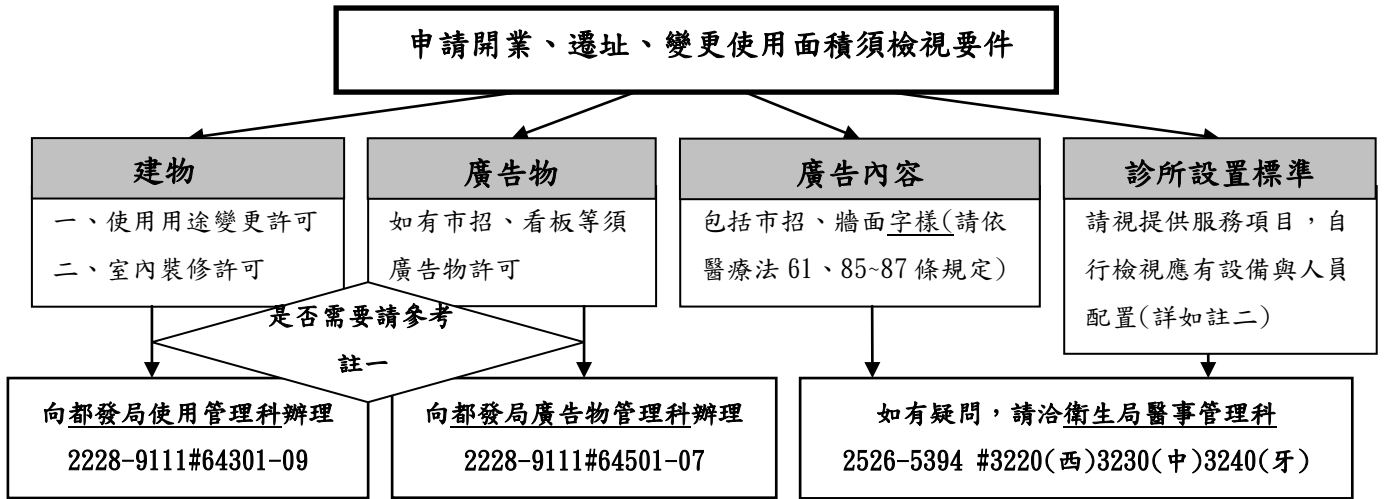 申請開業、遷址、變更使用面積須檢視要件
建物
一、使用用途變更許可
二、室內裝修許可
廣告物
如有市招、看板等須
廣告物許可
廣告內容
包括市招、牆面字樣(請依
醫療法 61、85~87 條規定)
診所設置標準
請視提供服務項目，自
行檢視應有設備與人員
配置(詳如註二)
是否需要請參考
註一
向都發局使用管理科辦理
2228-9111#64301-09
向都發局廣告物管理科辦理
2228-9111#64501-07
如有疑問，請洽衛生局醫事管理科
2526-5394 #3220(西)3230(中)3240(牙)